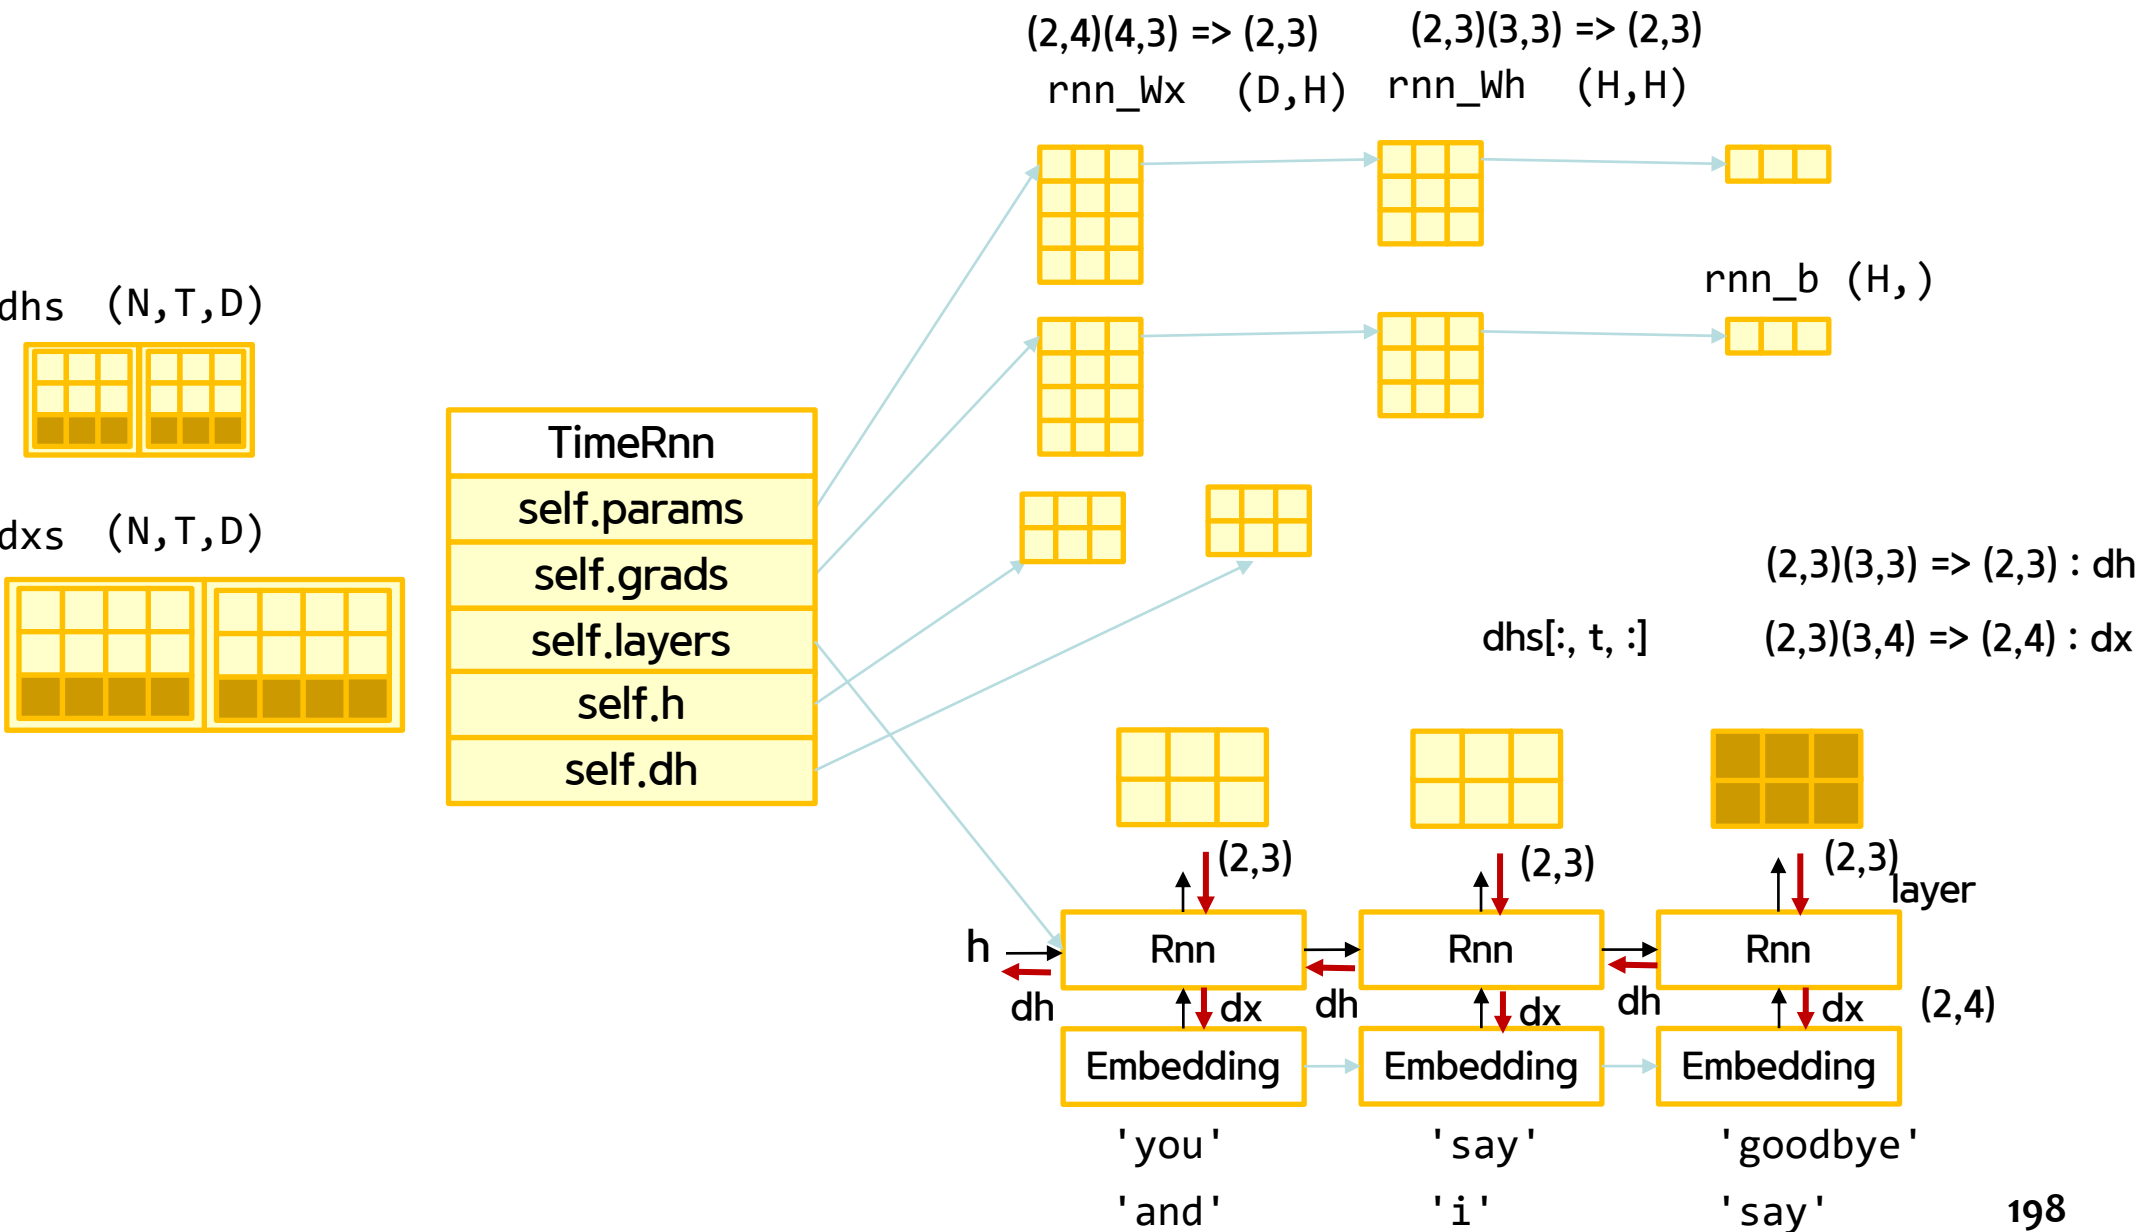 (2,4)(4,3) => (2,3)
(2,3)(3,3) => (2,3)
rnn_Wx (D,H)
rnn_Wh (H,H)
rnn_b (H,)
dhs (N,T,D)
dxs (N,T,D)
TimeRnn
self.params
self.grads
self.layers
self.h
self.dh
(2,3)(3,3) => (2,3) : dh
dhs[:, t, :]
(2,3)(3,4) => (2,4) : dx
(2,3)
(2,3)
(2,3)
layer
h
Rnn
Rnn
Rnn
dh
dx
dh
dx
dh
dx
(2,4)
Embedding
Embedding
Embedding
'you'
'say'
'goodbye'
'and'
'i'
'say'
198